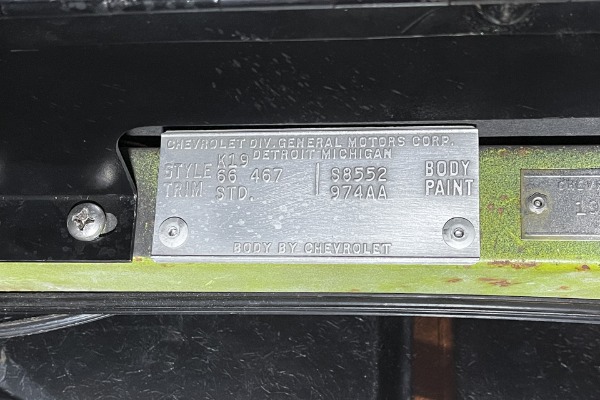 CHEVROLET DIV. GENERAL MOTORS CORP.
DETROIT MICHIGAN
K19
STYLE 66 467 S8552 BODY
TRIM STD. 974AA PAINT
BODY BY CHEVROLET
CHEV